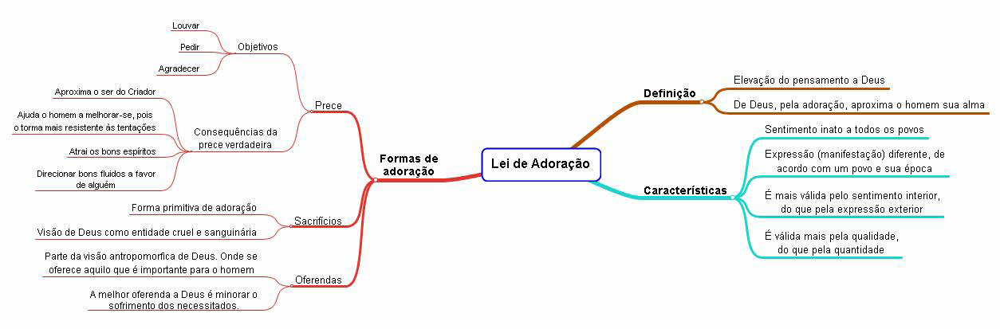 Lei de Adoração
Definição
Elevação do pensamento a Deus
De Deus, pela adoração, aproxima o homem sua alma
Características
Sentimento inato a todos os povos
Expressão (manifestação) diferente, de
acordo com um povo e sua época
É mais válida pelo sentimento interior,
do que pela expressão exterior
É válida mais pela qualidade,
do que pela quantidade
Formas de
adoração
Prece
Objetivos
Louvar
Pedir
Agradecer
Consequências da
prece verdadeira
Aproxima o ser do Criador
Ajuda o homem a melhorar-se, pois
o torma mais resistente às tentações
Atrai os bons espíritos
Direcionar bons fluidos a favor
de alguém
Sacrifícios
Forma primitiva de adoração
Visão de Deus como entidade cruel e sanguinária
Oferendas
Parte da visão antropomorfica de Deus. Onde se
oferece aquilo que é importante para o homem
A melhor oferenda a Deus é minorar o
sofrimento dos necessitados.